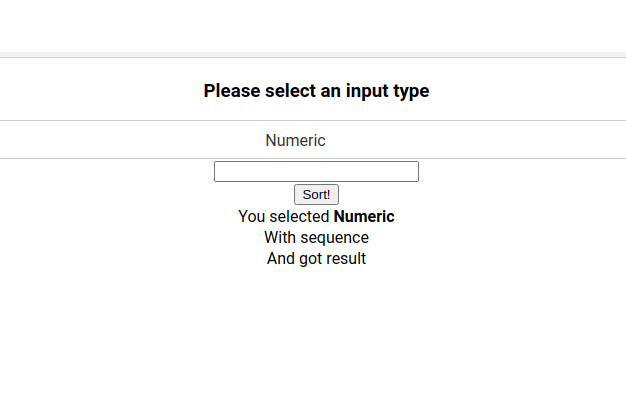 Please select an input type
Numeric
Sort!
You selected Numeric
With sequence
And got result